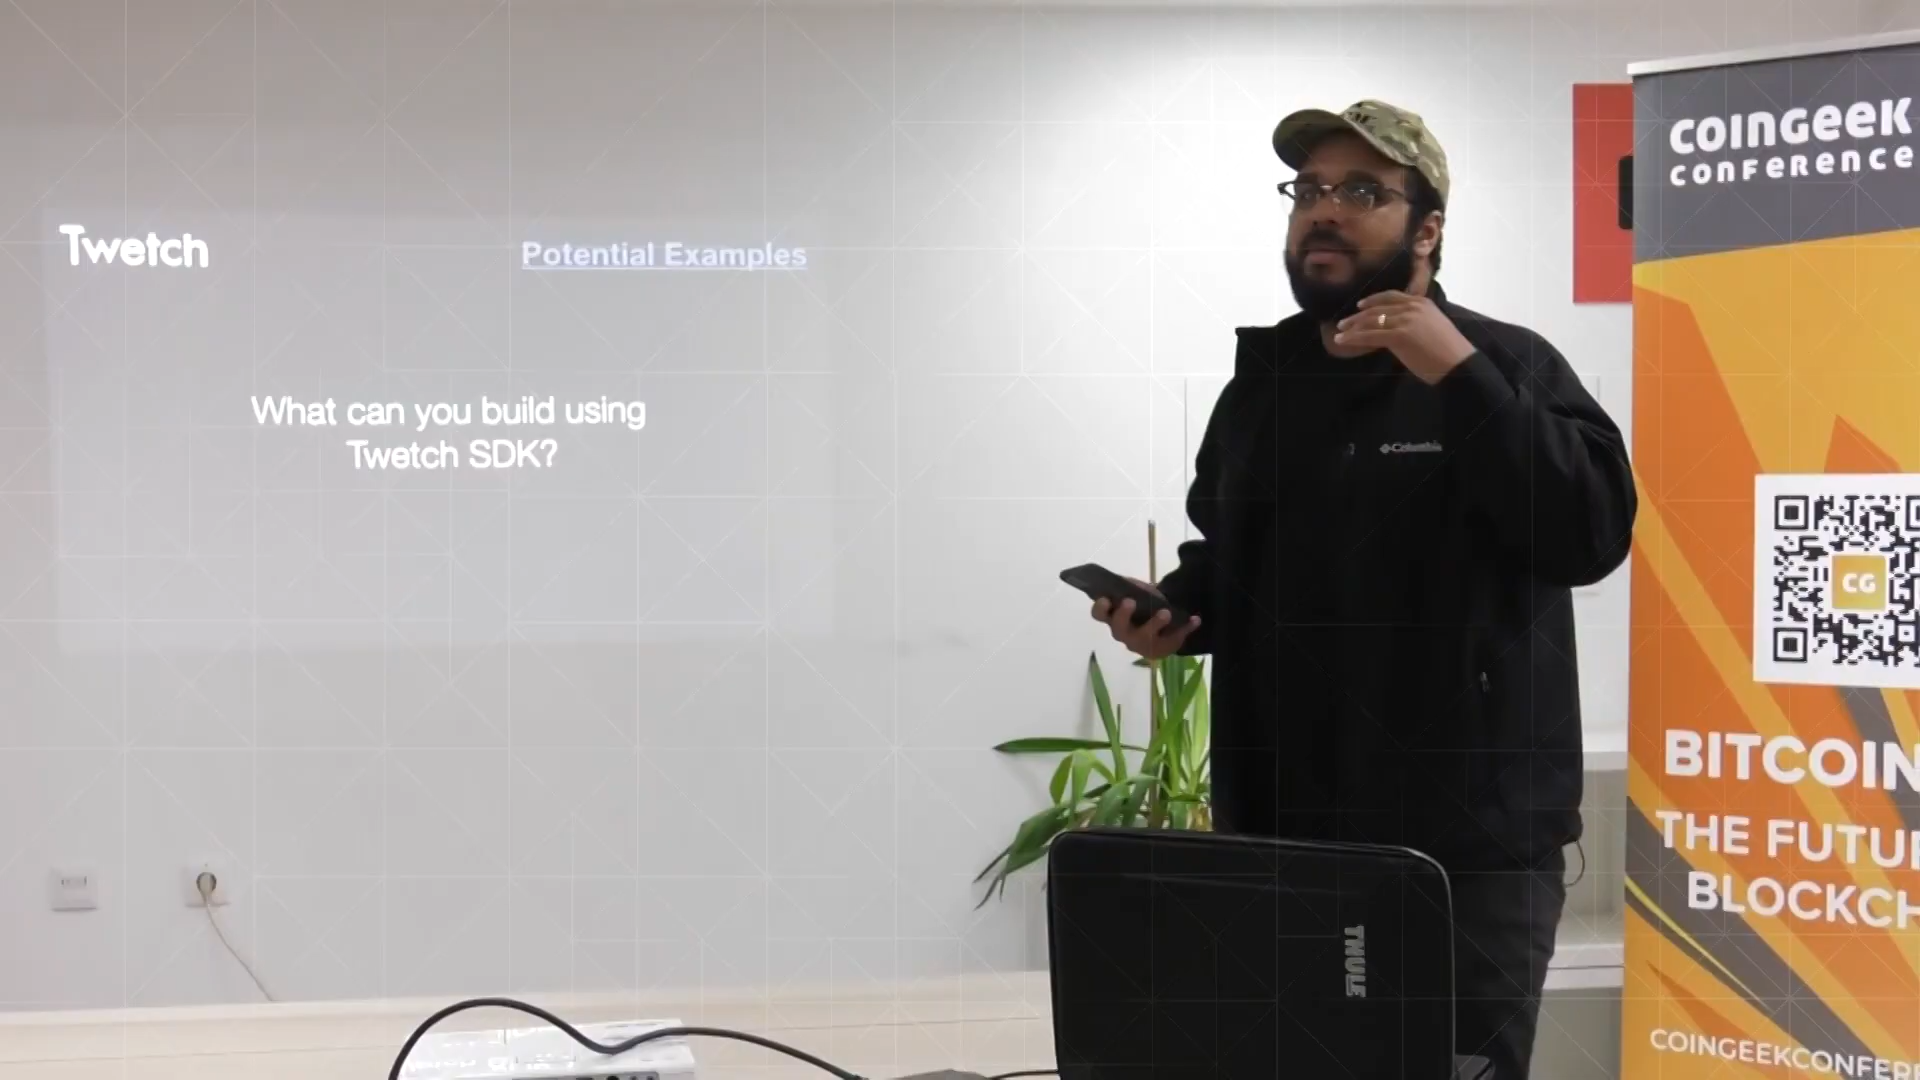 Twetch
Potential Examples
What can you build using
Twetch SDK?
Columbia
THULE
COINGEEK
CONFERENCE
CG
BITCOIN
THE FUTU
BLOCKCH
COINGEEKCONFERE